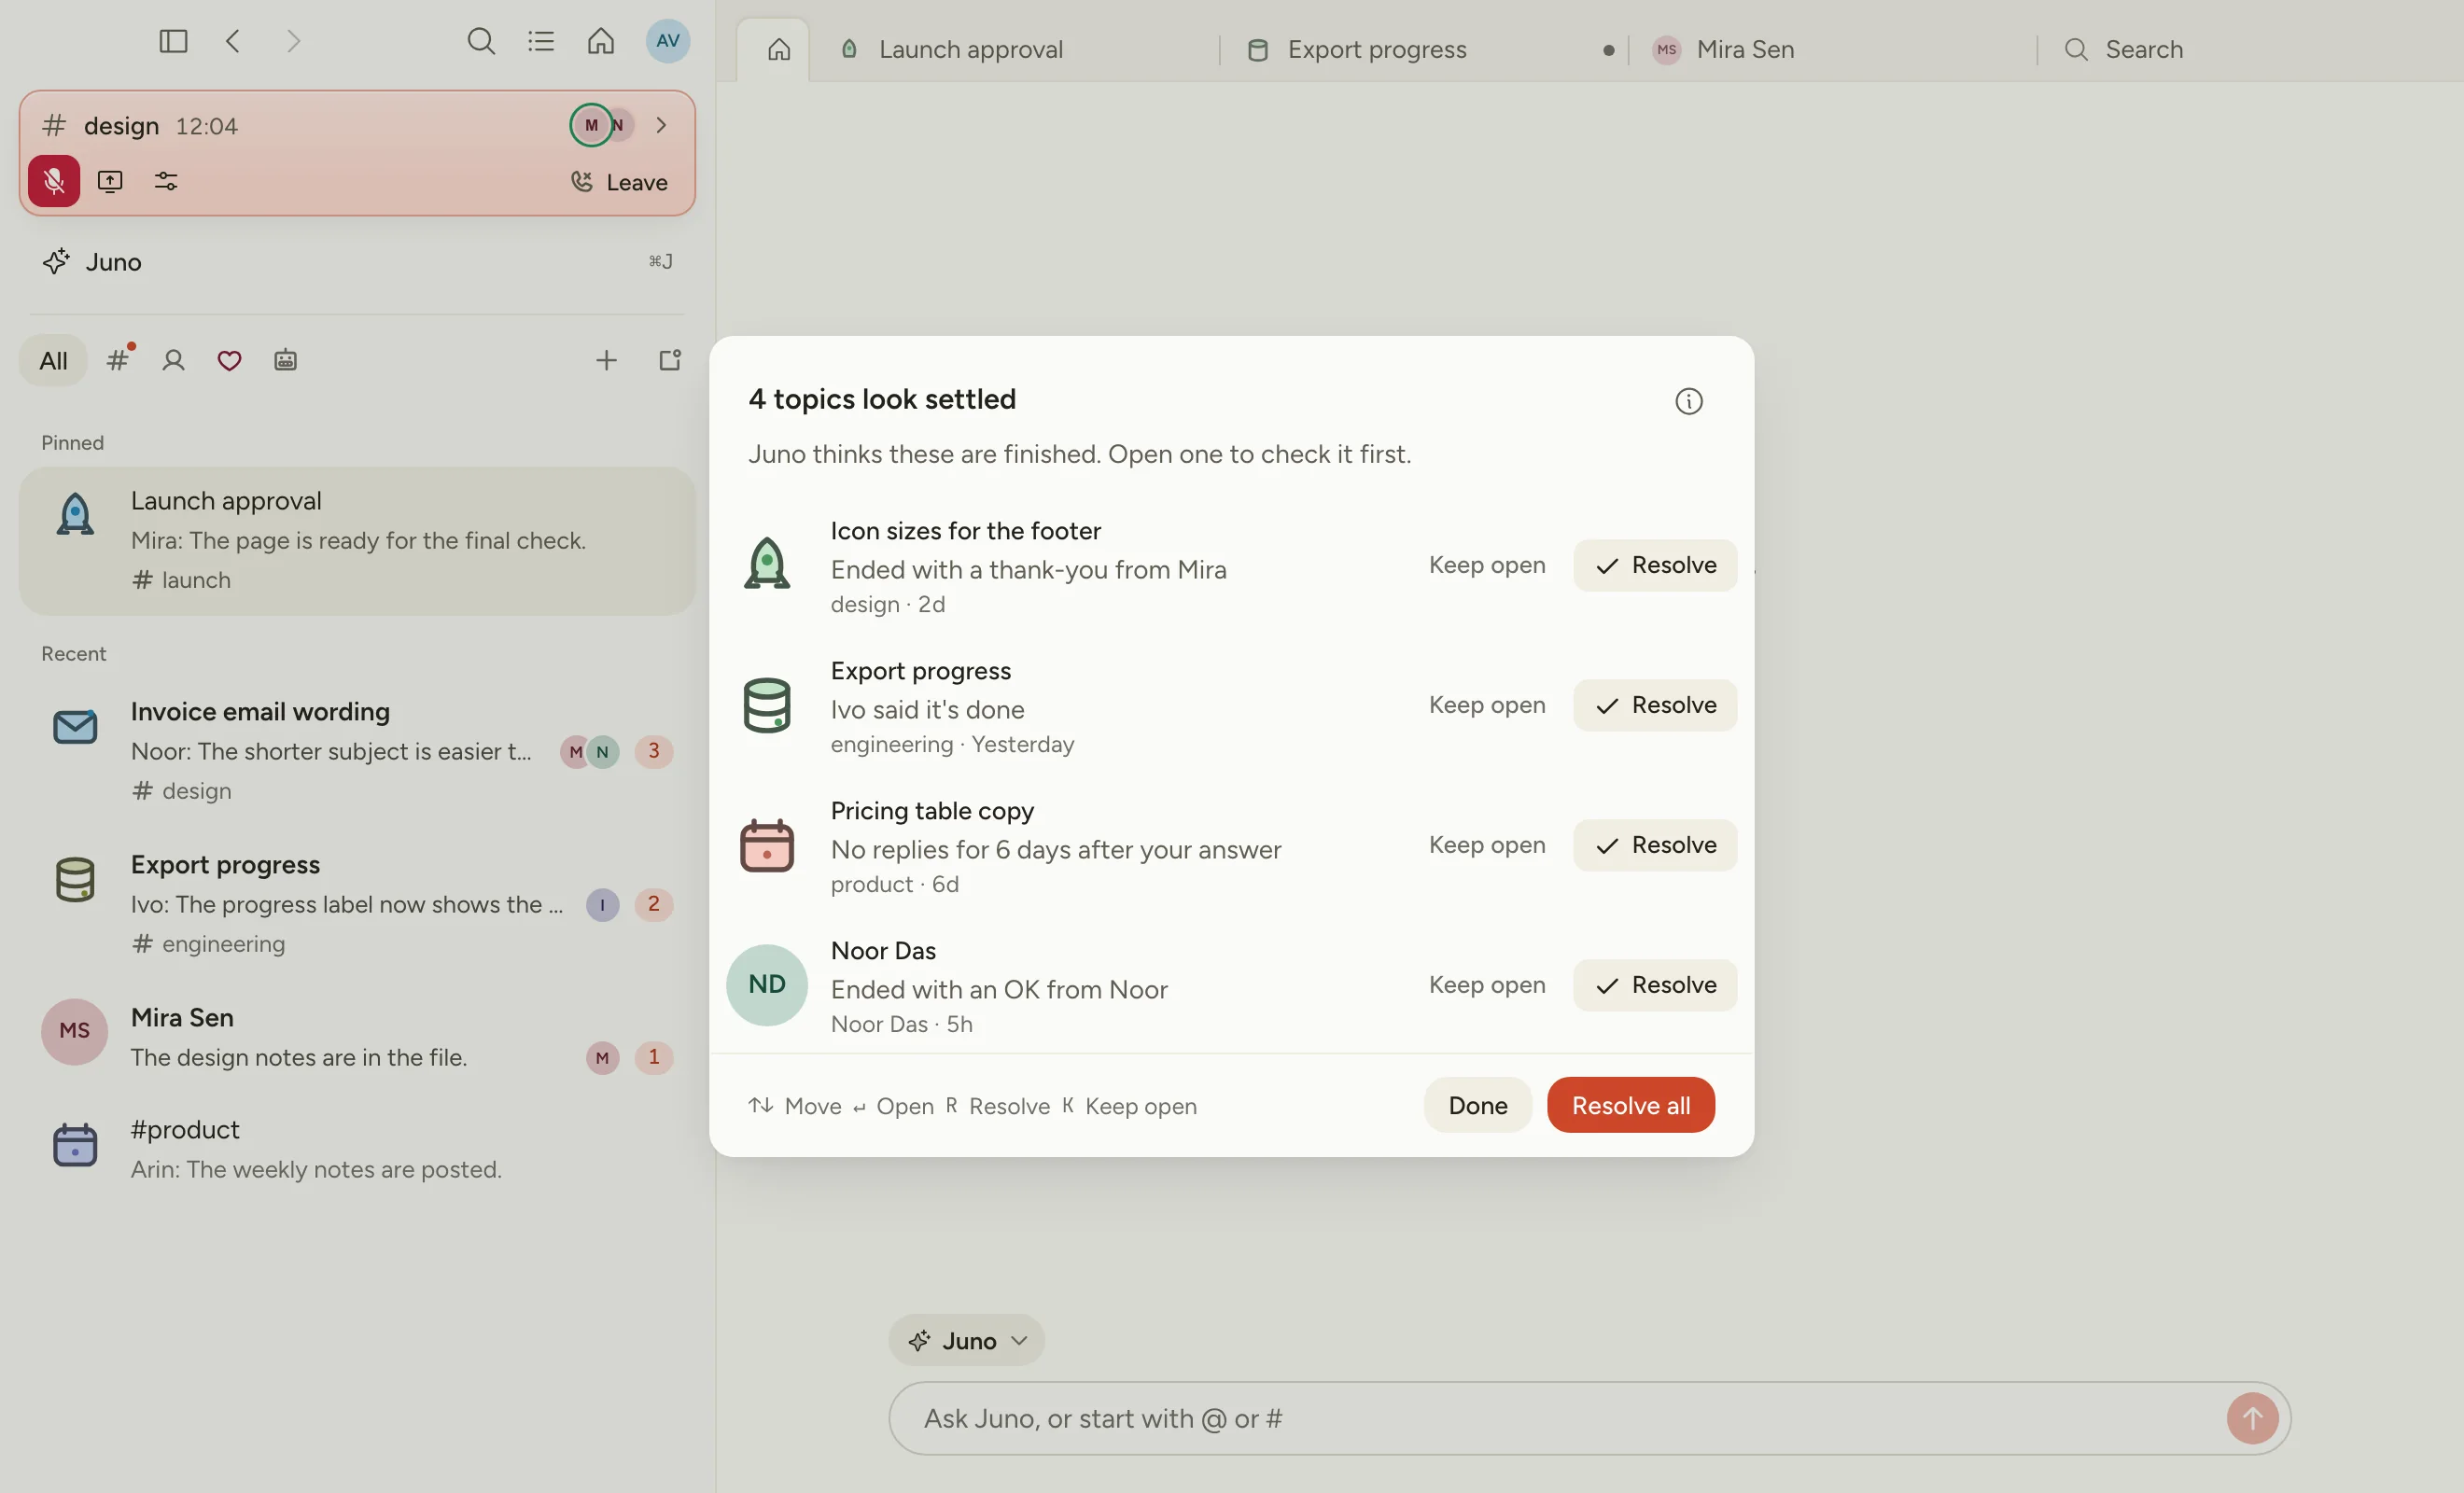 AV
Launch approval
Export progress
MS Mira Sen
Search
# design 12:04
M N
Leave
Juno
⌘J
All
Pinned
Launch approval
Mira: The page is ready for the final check.
# launch
Recent
Invoice email wording
Noor: The shorter subject is easier t...
M N 3
# design
Export progress
Ivo: The progress label now shows the ...
I 2
# engineering
MS
Mira Sen
The design notes are in the file.
M 1
#product
Arin: The weekly notes are posted.
4 topics look settled
Juno thinks these are finished. Open one to check it first.
Icon sizes for the footer
Ended with a thank-you from Mira
design · 2d
Keep open
Resolve
Export progress
Ivo said it's done
engineering · Yesterday
Keep open
Resolve
Pricing table copy
No replies for 6 days after your answer
product · 6d
Keep open
Resolve
ND
Noor Das
Ended with an OK from Noor
Noor Das · 5h
Keep open
Resolve
↑↓ Move ↵ Open R Resolve K Keep open
Done
Resolve all
Juno
Ask Juno, or start with @ or #